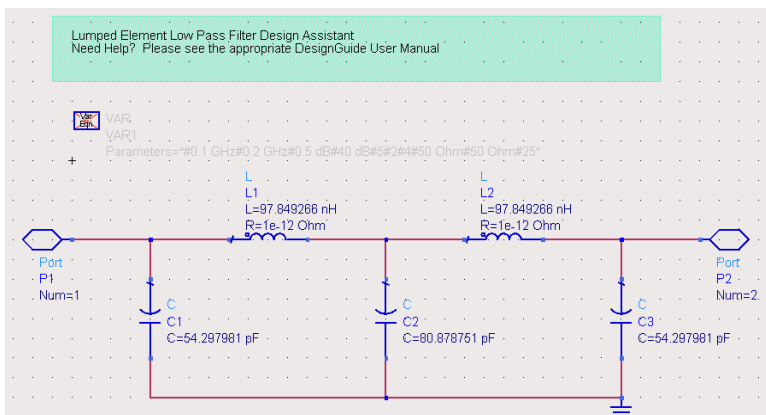 Lumped Element Low Pass Filter Design Assistant
Need Help? Please see the appropriate DesignGuide User Manual
Var
Eqn
VAR
VAR1
Parameters="#0.1 GHz#0.2 GHz#0.5 dB#40 dB#5#2#4#50 Ohm#50 Ohm#25"
L
L1
L=97.849266 nH
R=1e-12 Ohm
L
L2
L=97.849266 nH
R=1e-12 Ohm
Port
P1
Num=1
C
C1
C=54.297981 pF
C
C2
C=80.878751 pF
C
C3
C=54.297981 pF
Port
P2
Num=2